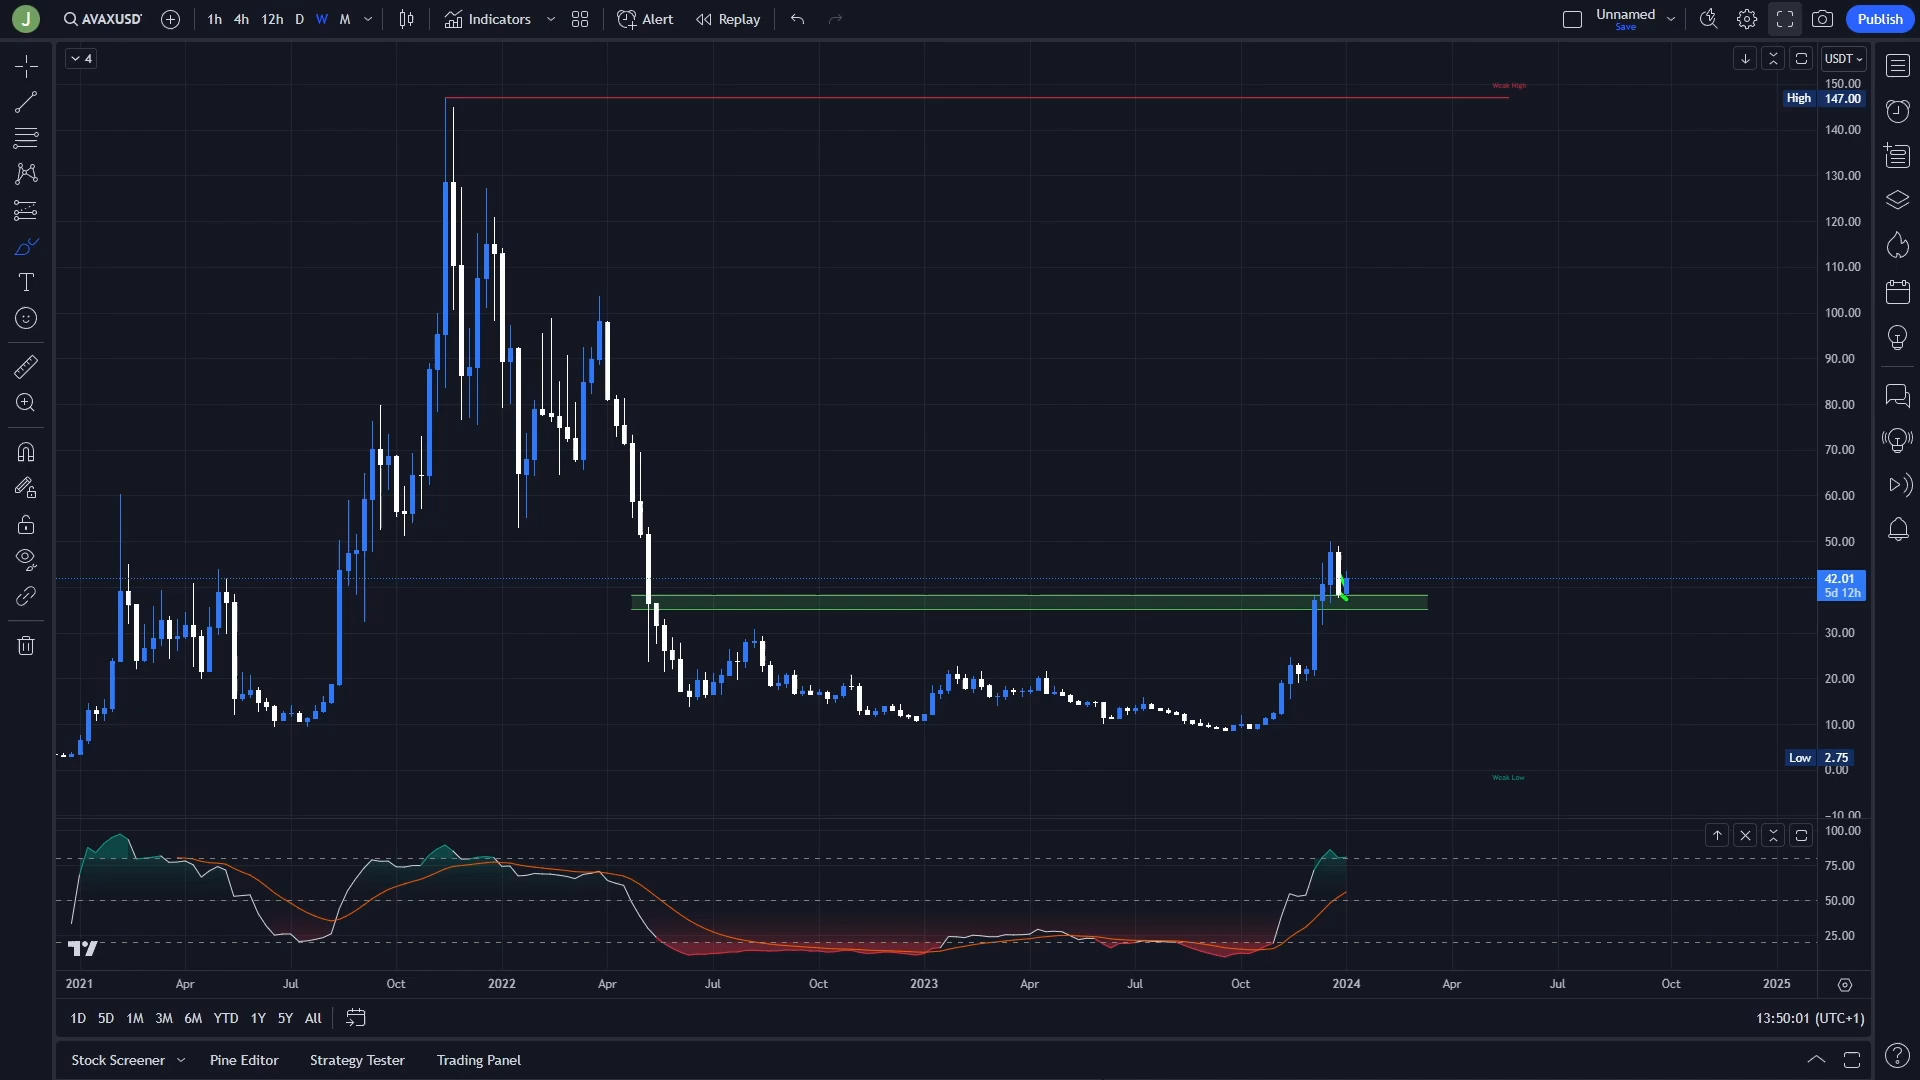 J AVAXUSDT 1h 4h 12h D W M Indicators Alert Replay Unnamed Publish
Save
4 USDT
Weak High
150.00
High 147.00
140.00
130.00
120.00
110.00
100.00
90.00
80.00
70.00
60.00
50.00
42.01
5d 12h
30.00
20.00
10.00
Low 2.75
0.00
Weak Low
-10.00
100.00
75.00
50.00
25.00
2021 Apr Jul Oct 2022 Apr Jul Oct 2023 Apr Jul Oct 2024 Apr Jul Oct 2025
1D 5D 1M 3M 6M YTD 1Y 5Y All 13:50:01 (UTC+1)
Stock Screener Pine Editor Strategy Tester Trading Panel